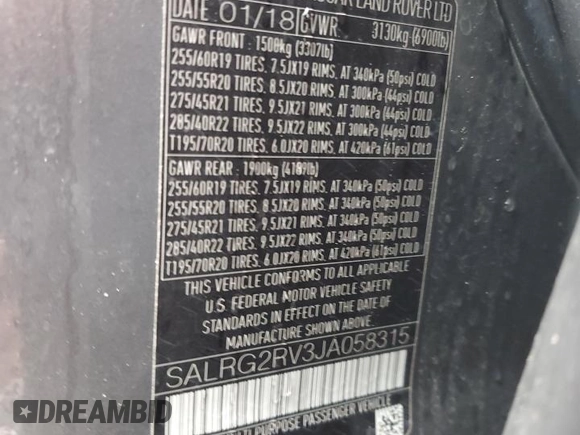 JAGUAR LAND ROVER LTD
DATE 01/18 GVWR 3130kg (6900lb)
GAWR FRONT : 1500kg (3307lb)
255/60R19 TIRES, 7.5JX19 RIMS, AT 340kPa (50psi) COLD
255/55R20 TIRES, 8.5JX20 RIMS, AT 300kPa (44psi) COLD
275/45R21 TIRES, 9.5JX21 RIMS, AT 300kPa (44psi) COLD
285/40R22 TIRES, 9.5JX22 RIMS, AT 300kPa (44psi) COLD
T195/70R20 TIRES, 6.0JX20 RIMS, AT 420kPa (61psi) COLD
GAWR REAR : 1900kg (4189lb)
255/60R19 TIRES, 7.5JX19 RIMS, AT 340kPa (50psi) COLD
255/55R20 TIRES, 8.5JX20 RIMS, AT 340kPa (50psi) COLD
275/45R21 TIRES, 9.5JX21 RIMS, AT 340kPa (50psi) COLD
285/40R22 TIRES, 9.5JX22 RIMS, AT 340kPa (50psi) COLD
T195/70R20 TIRES, 6.0JX20 RIMS, AT 420kPa (61psi) COLD
THIS VEHICLE CONFORMS TO ALL APPLICABLE
U.S. FEDERAL MOTOR VEHICLE SAFETY
STANDARDS IN EFFECT ON THE DATE OF
MANUFACTURE SHOWN ABOVE
SALRG2RV3JA058315
MULTI PURPOSE PASSENGER VEHICLE
DREAMBID